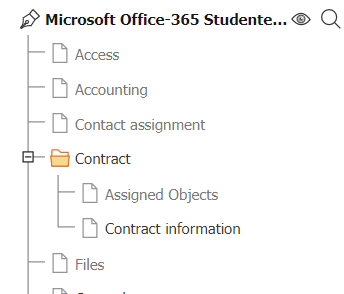 Microsoft Office-365 Studente...
Access
Accounting
Contact assignment
Contract
Assigned Objects
Contract information
Files